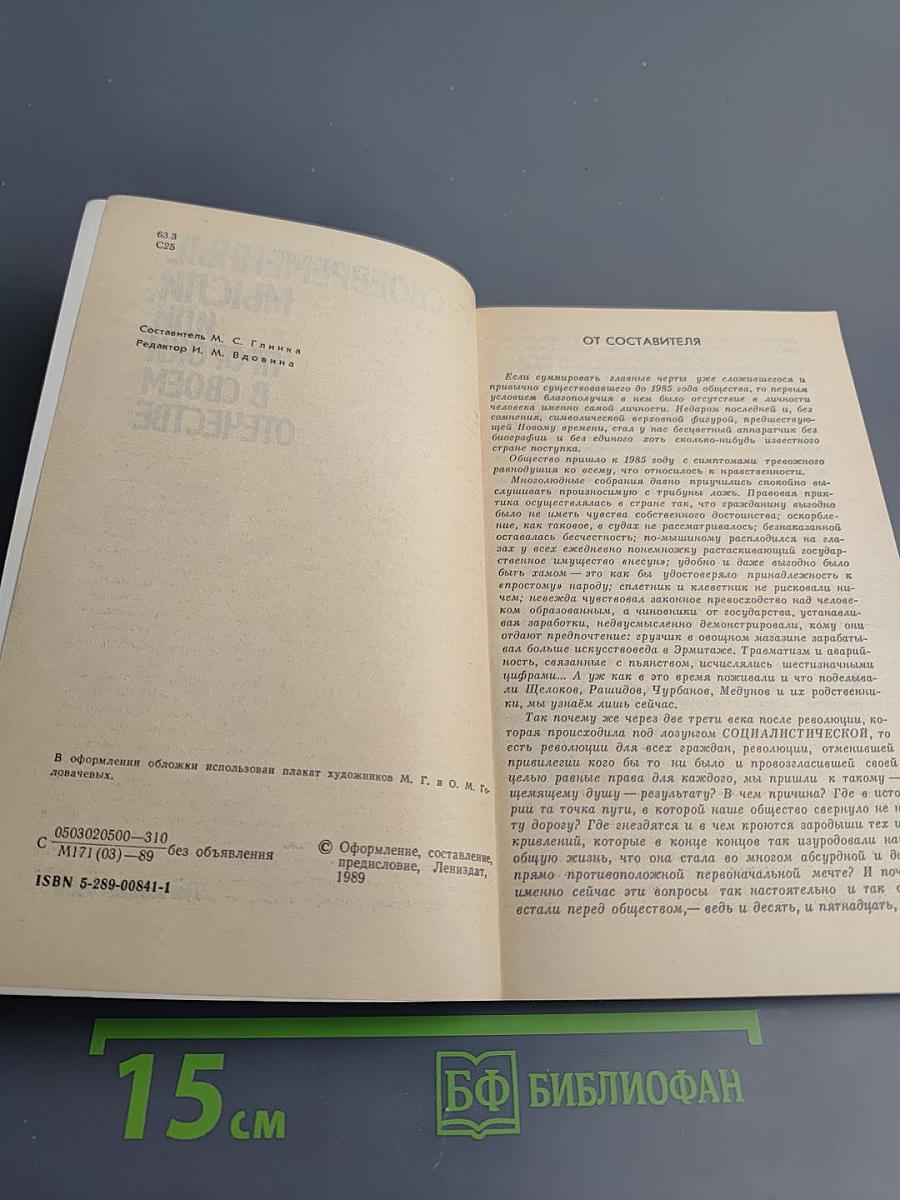 63.3
С25
СВОЕВРЕМЕННЫЕ
МЫСЛИ,
ИЛИ
В СВОЕМ
ОТЕЧЕСТВЕ
Составитель М. С. Глинка
Редактор И. М. Вдовина
В оформлении обложки использован плакат художников М. Г. и О. М. Го-
ловачевых.
С 0503020500—310
М171(03)—89 без объявления
© Оформление, составление,
предисловие, Лениздат,
1989
ISBN 5-289-00841-1
ОТ СОСТАВИТЕЛЯ
Если суммировать главные черты уже сложившегося и
привычно существовавшего до 1985 года общества, то первым
условием благополучия в нем было отсутствие в личности
человека именно самой личности. Недаром последней и, без
сомнения, символической верховной фигурой, предшествую-
щей Новому времени, стал у нас бесцветный аппаратчик без
биографии и без единого хоть сколько-нибудь известного
стране поступка.
Общество пришло к 1985 году с симптомами тревожного
равнодушия ко всему, что относилось к нравственности.
Многолюдные собрания давно приучились спокойно вы-
слушивать произносимую с трибуны ложь. Правовая прак-
тика осуществлялась в стране так, что гражданину выгодно
было не иметь чувства собственного достоинства; оскорбле-
ние, как таковое, в судах не рассматривалось; безнаказанной
оставалась бесчестность; по-мышиному расплодился на гла-
зах у всех ежедневно понемножку растаскивающий государ-
ственное имущество «несун»; удобно и даже выгодно было
быть хамом — это как бы удостоверяло принадлежность к
«простому» народу; сплетник и клеветник не рисковали ни-
чем; невежда чувствовал законное превосходство над челове-
ком образованным, а чиновники от государства, устанавли-
вая заработки, недвусмысленно демонстрировали, кому они
отдают предпочтение: грузчик в овощном магазине зарабаты-
вал больше искусствоведа в Эрмитаже. Травматизм и аварий-
ность, связанные с пьянством, исчислялись шестизначными
цифрами... А уж как в это время поживали и что поделыва-
ли Щелоков, Рашидов, Чурбанов, Медунов и их родственни-
ки, мы узнаём лишь сейчас.
Так почему же через две трети века после революции, ко-
торая происходила под лозунгом СОЦИАЛИСТИЧЕСКОЙ, то
есть революции для всех граждан, революции, отменившей
привилегии кого бы то ни было и провозгласившей своей
целью равные права для каждого, мы пришли к такому —
щемящему душу — результату? В чем причина? Где в исто
рии та точка пути, в которой наше общество свернуло не н
ту дорогу? Где гнездятся и в чем кроются зародыши тех и
кривлений, которые в конце концов так изуродовали на
общую жизнь, что она стала во многом абсурдной и д
прямо противоположной первоначальной мечте? И поч
именно сейчас эти вопросы так настоятельно и так
встали перед обществом,— ведь и десять, и пятнадцать,
15 см
БФ БИБЛИОФАН